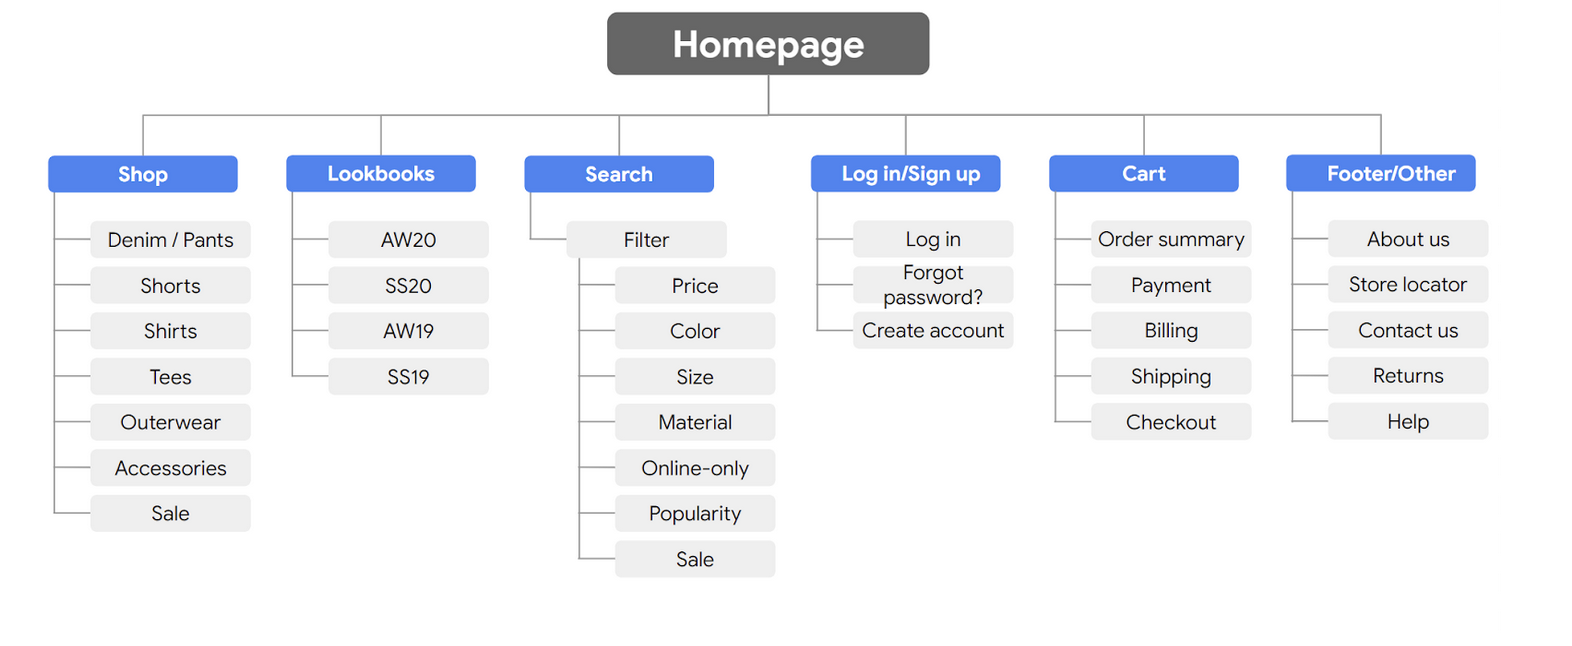 Homepage
Shop
Denim / Pants
Shorts
Shirts
Tees
Outerwear
Accessories
Sale
Lookbooks
AW20
SS20
AW19
SS19
Search
Filter
Price
Color
Size
Material
Online-only
Popularity
Sale
Log in/Sign up
Log in
Forgot
password?
Create account
Cart
Order summary
Payment
Billing
Shipping
Checkout
Footer/Other
About us
Store locator
Contact us
Returns
Help